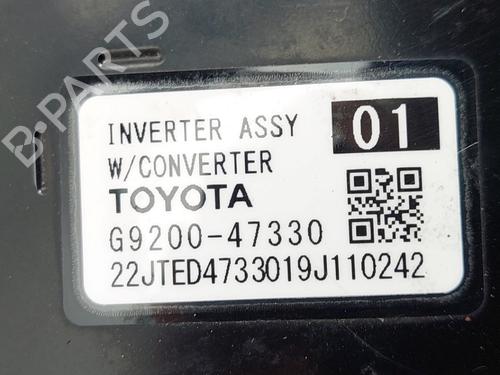 B-PARTS
INVERTER ASSY
01
W/CONVERTER
TOYOTA
G9200-47330
22JTED4733019J110242